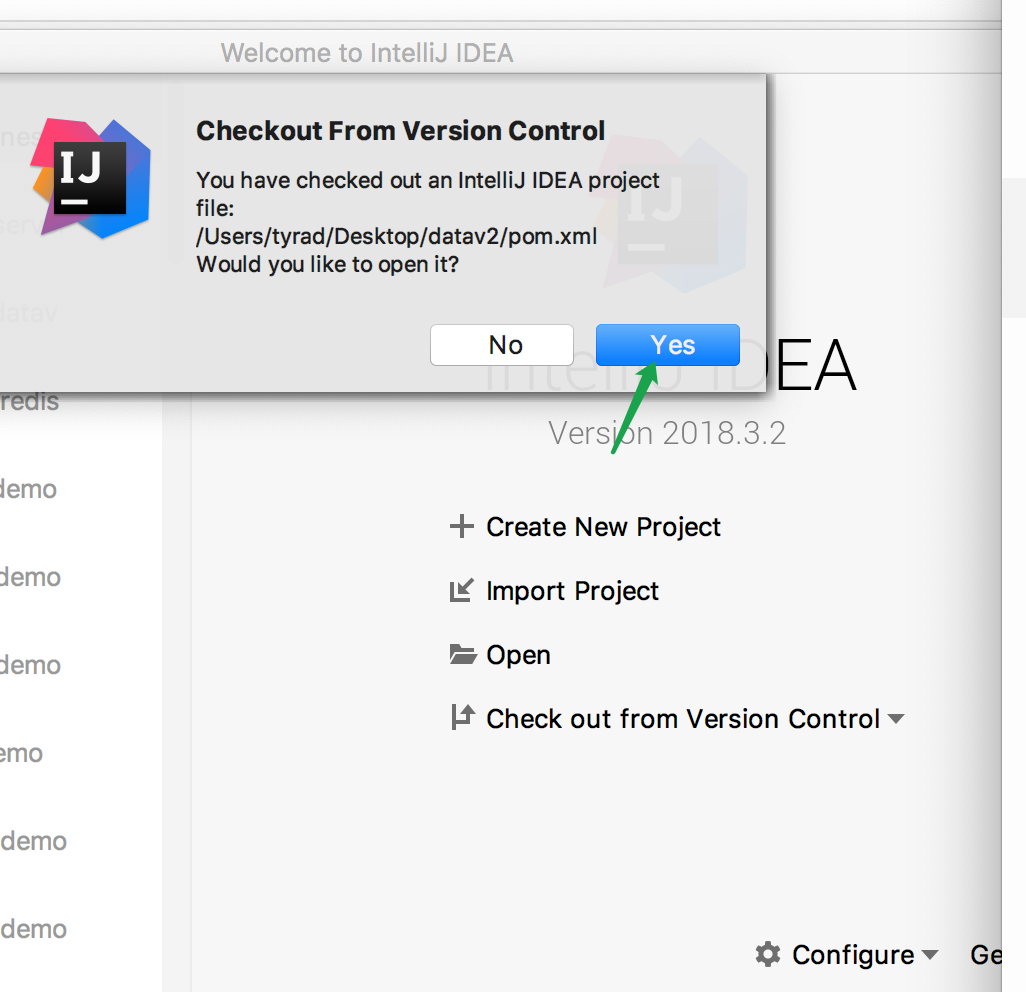 Welcome to IntelliJ IDEA
Checkout From Version Control
You have checked out an IntelliJ IDEA project
file:
/Users/tyrad/Desktop/datav2/pom.xml
Would you like to open it?
IJ
IJ
datav
No
Yes
IntelliJ IDEA
redis
Version 2018.3.2
demo
Create New Project
demo
Import Project
demo
Open
Check out from Version Control
emo
demo
demo
Configure
Ge